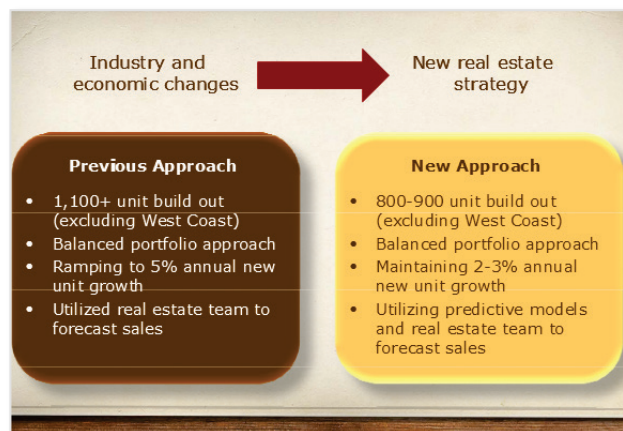 Industry and
economic changes
New real estate
strategy
Previous Approach
• 1,100+ unit build out
(excluding West Coast)
• Balanced portfolio approach
• Ramping to 5% annual new
unit growth
• Utilized real estate team to
forecast sales
New Approach
• 800-900 unit build out
(excluding West Coast)
• Balanced portfolio approach
• Maintaining 2-3% annual
new unit growth
• Utilizing predictive models
and real estate team to
forecast sales